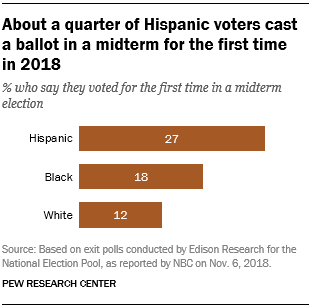 About a quarter of Hispanic voters cast
a ballot in a midterm for the first time
in 2018
% who say they voted for the first time in a midterm
election
Hispanic 27
Black 18
White 12
Source: Based on exit polls conducted by Edison Research for the
National Election Pool, as reported by NBC on Nov. 6, 2018.
PEW RESEARCH CENTER